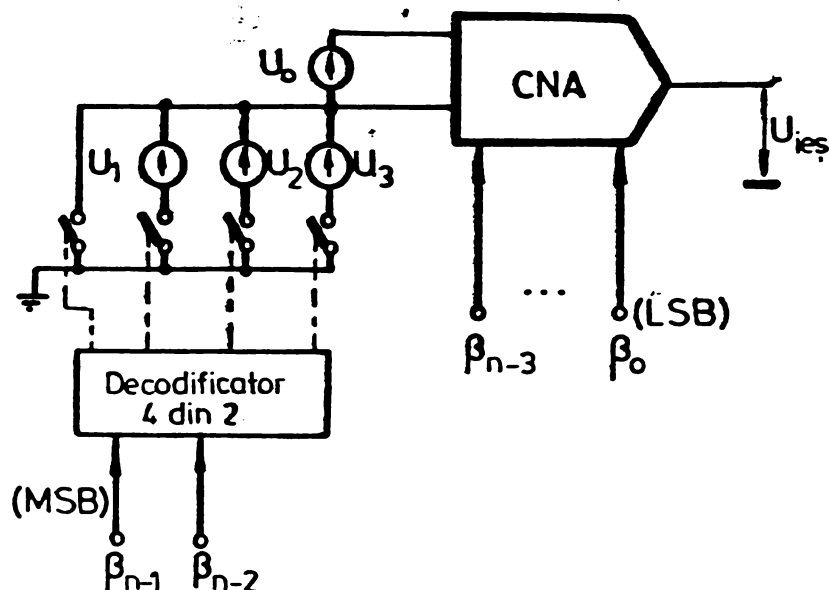 U₀
CNA
U₁
U₂
U₃
Uieș
...
(LSB)
βn-3
β₀
Decodificator
4 din 2
(MSB)
βn-1
βn-2